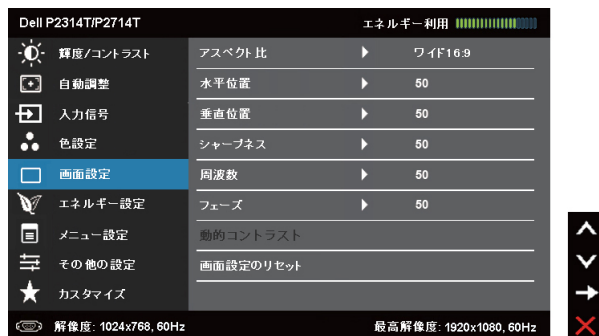 Dell P2314T/P2714T
エネルギー利用
輝度/コントラスト
アスペクト比
ワイド16:9
自動調整
水平位置
50
入力信号
垂直位置
50
色設定
シャープネス
50
画面設定
周波数
50
エネルギー設定
フェーズ
50
メニュー設定
動的コントラスト
その他の設定
画面設定のリセット
カスタマイズ
解像度: 1024x768, 60Hz
最高解像度: 1920x1080, 60Hz